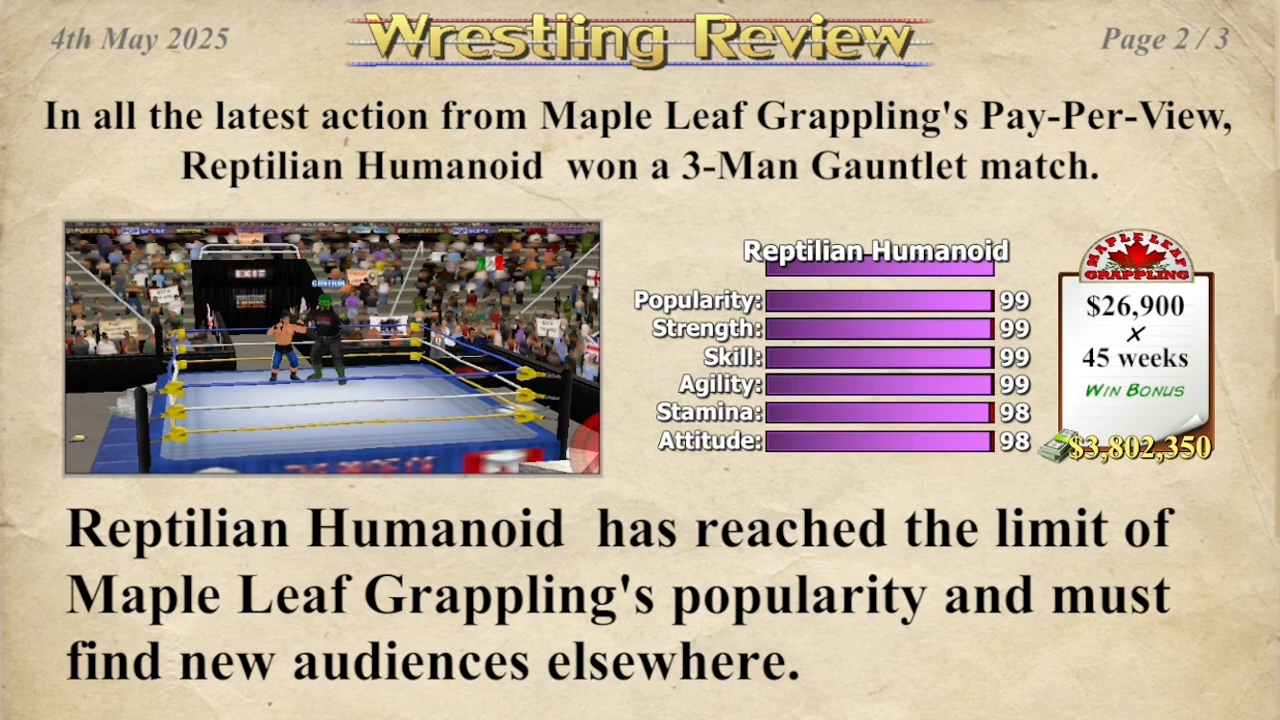 4th May 2025
Wrestling Review
Page 2 / 3
In all the latest action from Maple Leaf Grappling's Pay-Per-View,
Reptilian Humanoid won a 3-Man Gauntlet match.
EXIT
CONTROL
Reptilian Humanoid
Popularity: 99
Strength: 99
Skill: 99
Agility: 99
Stamina: 98
Attitude: 98
MAPLE LEAF
GRAPPLING
$26,900
x
45 weeks
WIN BONUS
$3,802,350
Reptilian Humanoid has reached the limit of
Maple Leaf Grappling's popularity and must
find new audiences elsewhere.